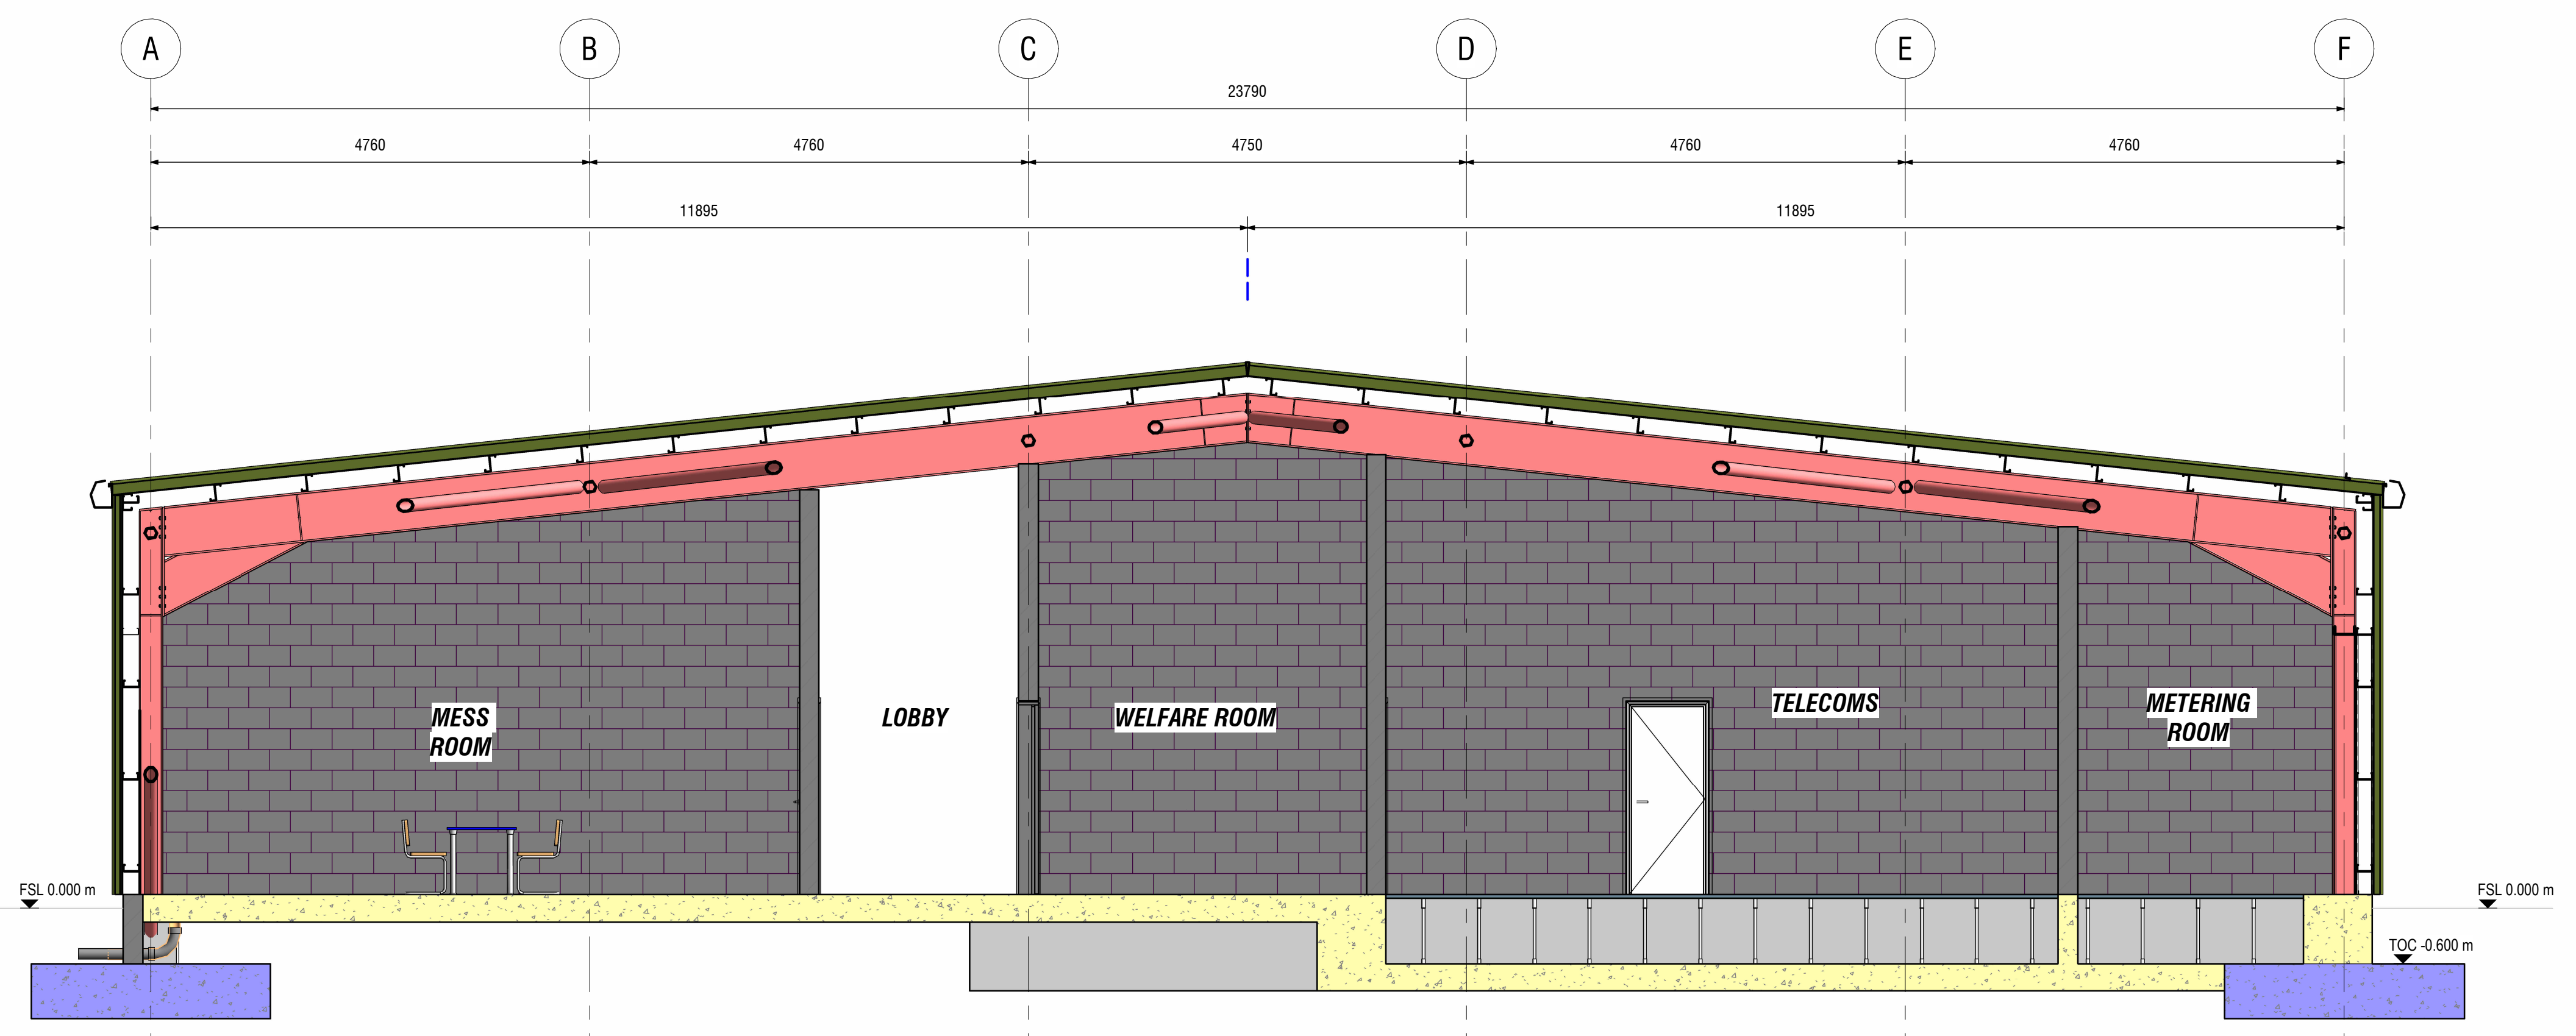 A B C D E F
23790
4760 4760 4750 4760 4760
11895 11895
MESS
ROOM
LOBBY
WELFARE ROOM
TELECOMS
METERING
ROOM
FSL 0.000 m
FSL 0.000 m
TOC -0.600 m